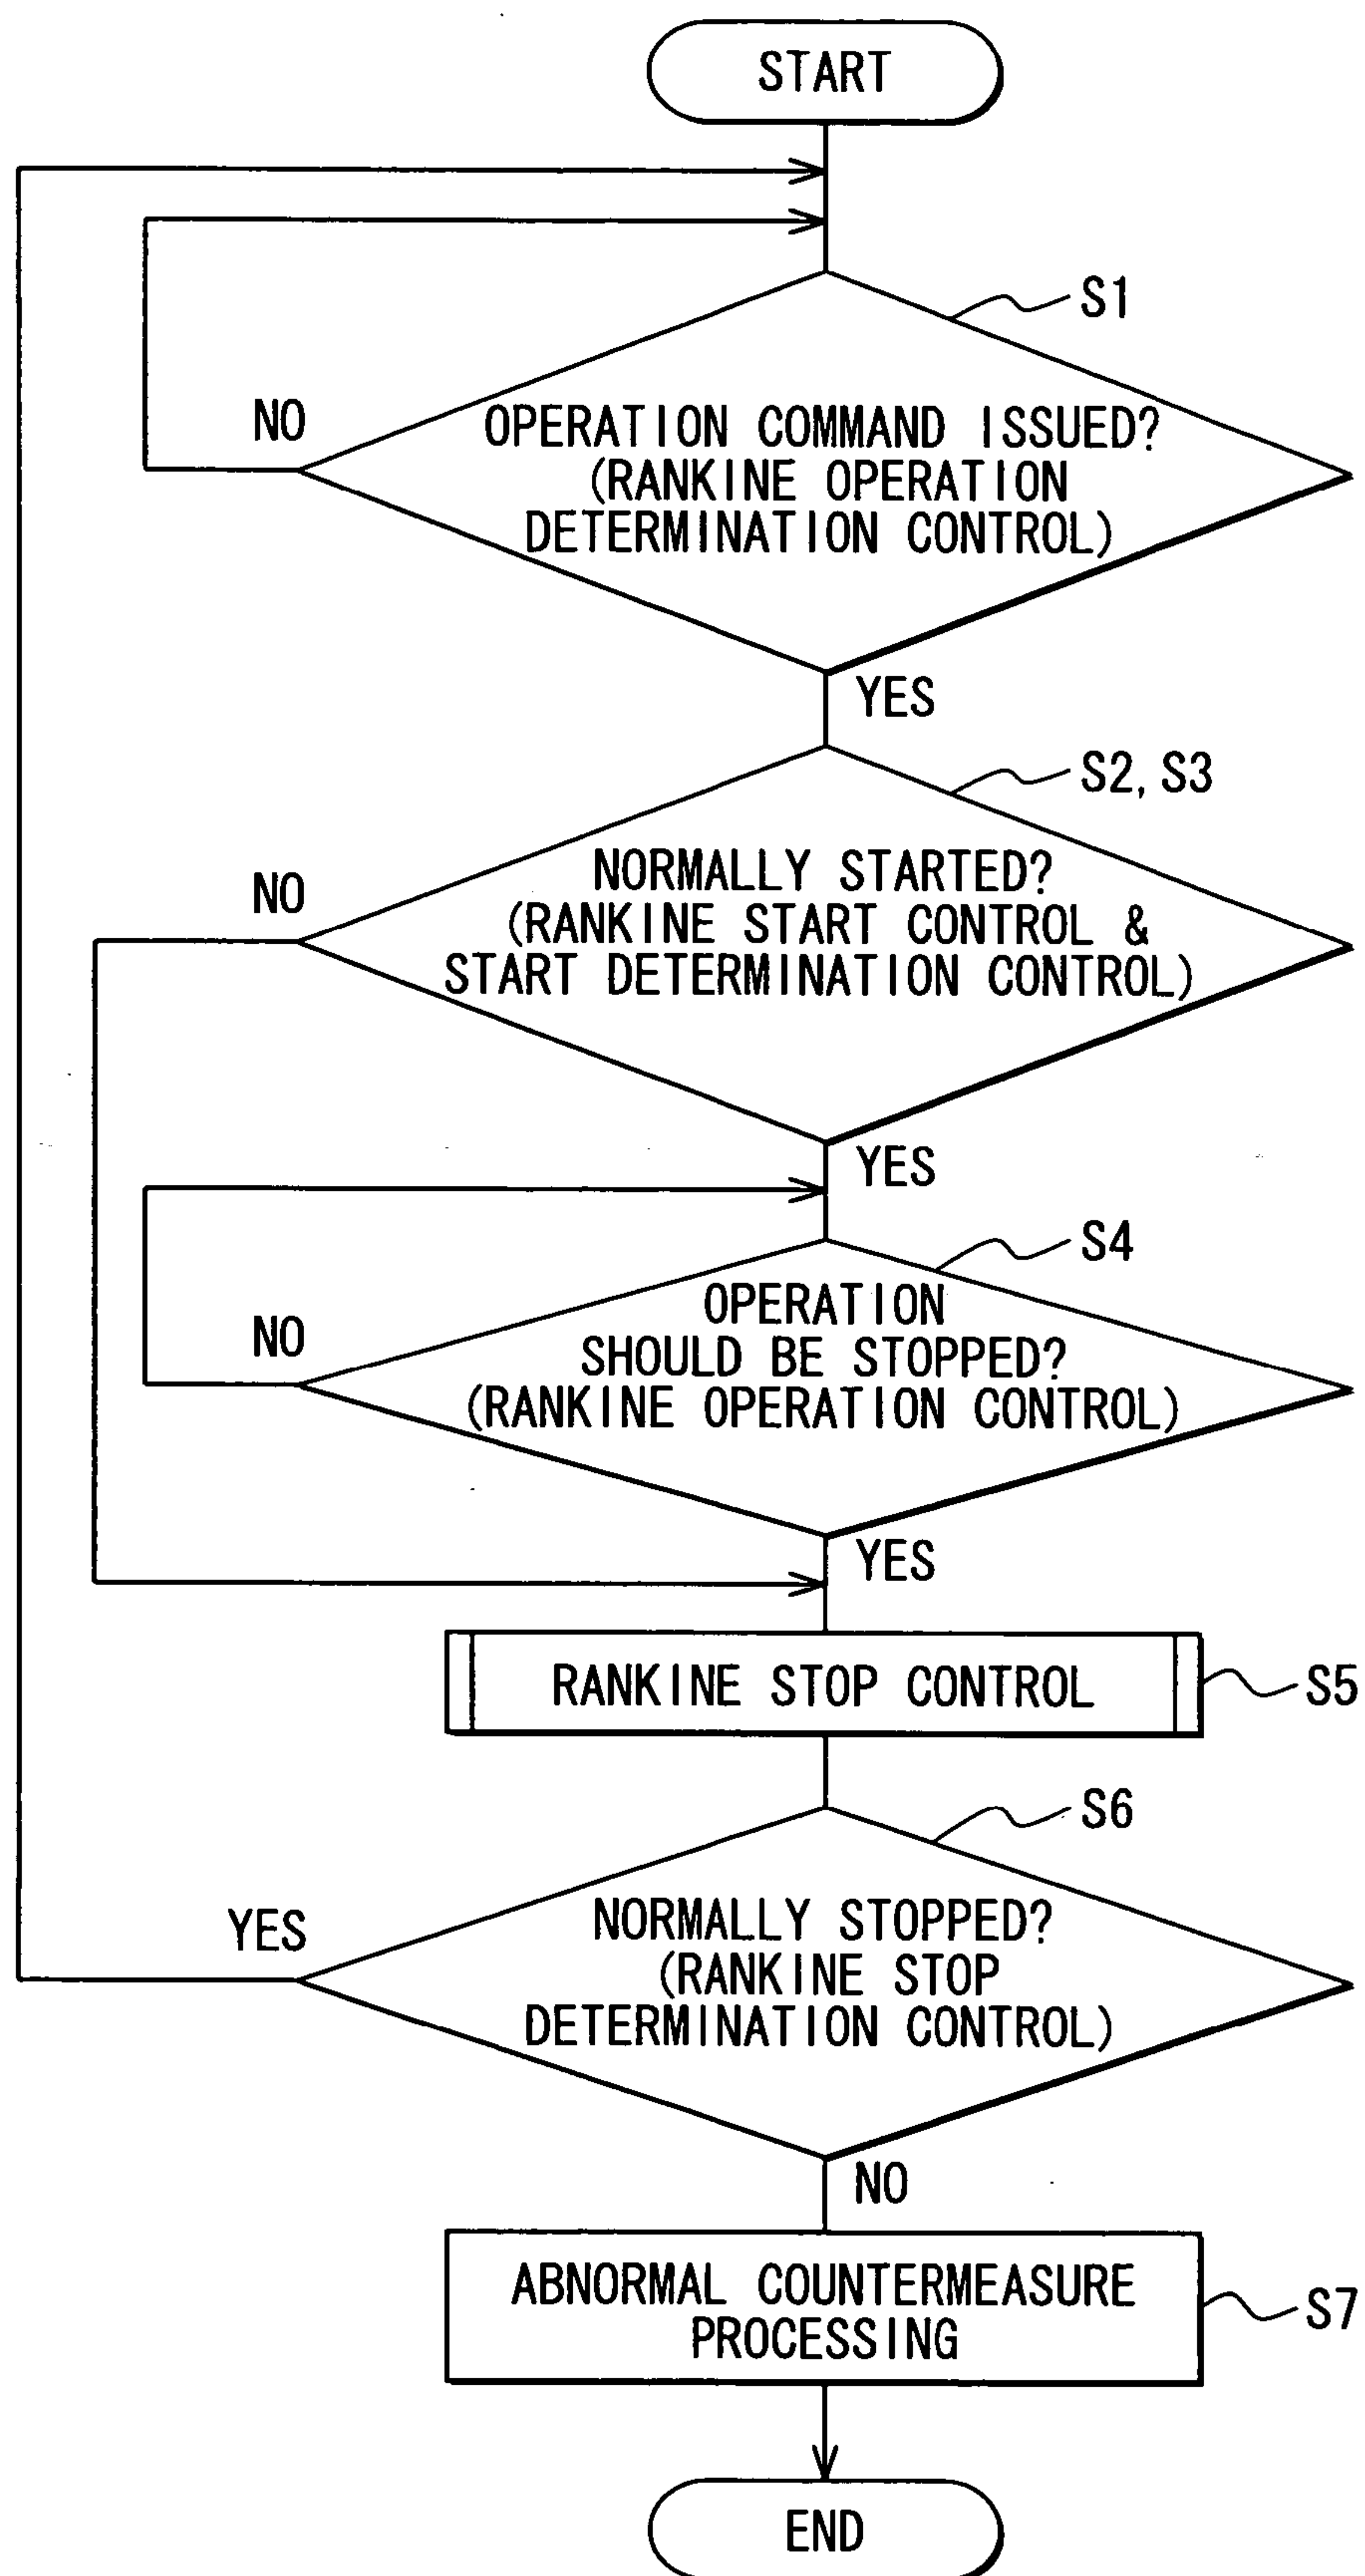 START
S1
NO
OPERATION COMMAND ISSUED?
(RANKINE OPERATION
DETERMINATION CONTROL)
YES
S2, S3
NO
NORMALLY STARTED?
(RANKINE START CONTROL &
START DETERMINATION CONTROL)
YES
S4
NO
OPERATION
SHOULD BE STOPPED?
(RANKINE OPERATION CONTROL)
YES
RANKINE STOP CONTROL
S5
S6
YES
NORMALLY STOPPED?
(RANKINE STOP
DETERMINATION CONTROL)
NO
ABNORMAL COUNTERMEASURE
PROCESSING
S7
END